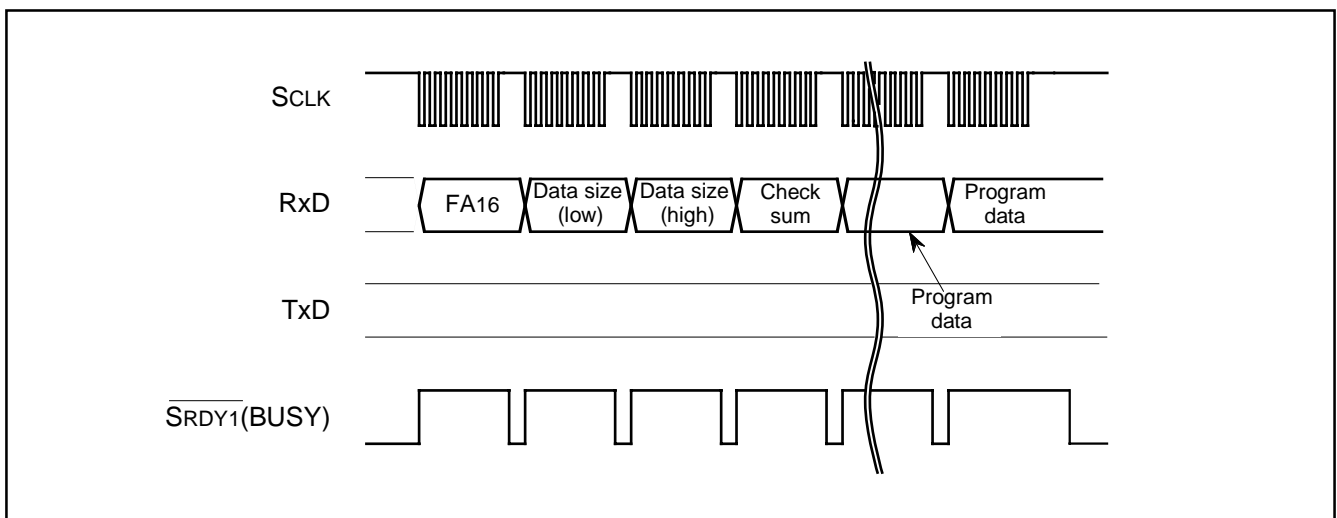 SCLK
RxD
FA16
Data size
(low)
Data size
(high)
Check
sum
Program
data
Program
data
TxD
SRDY1(BUSY)